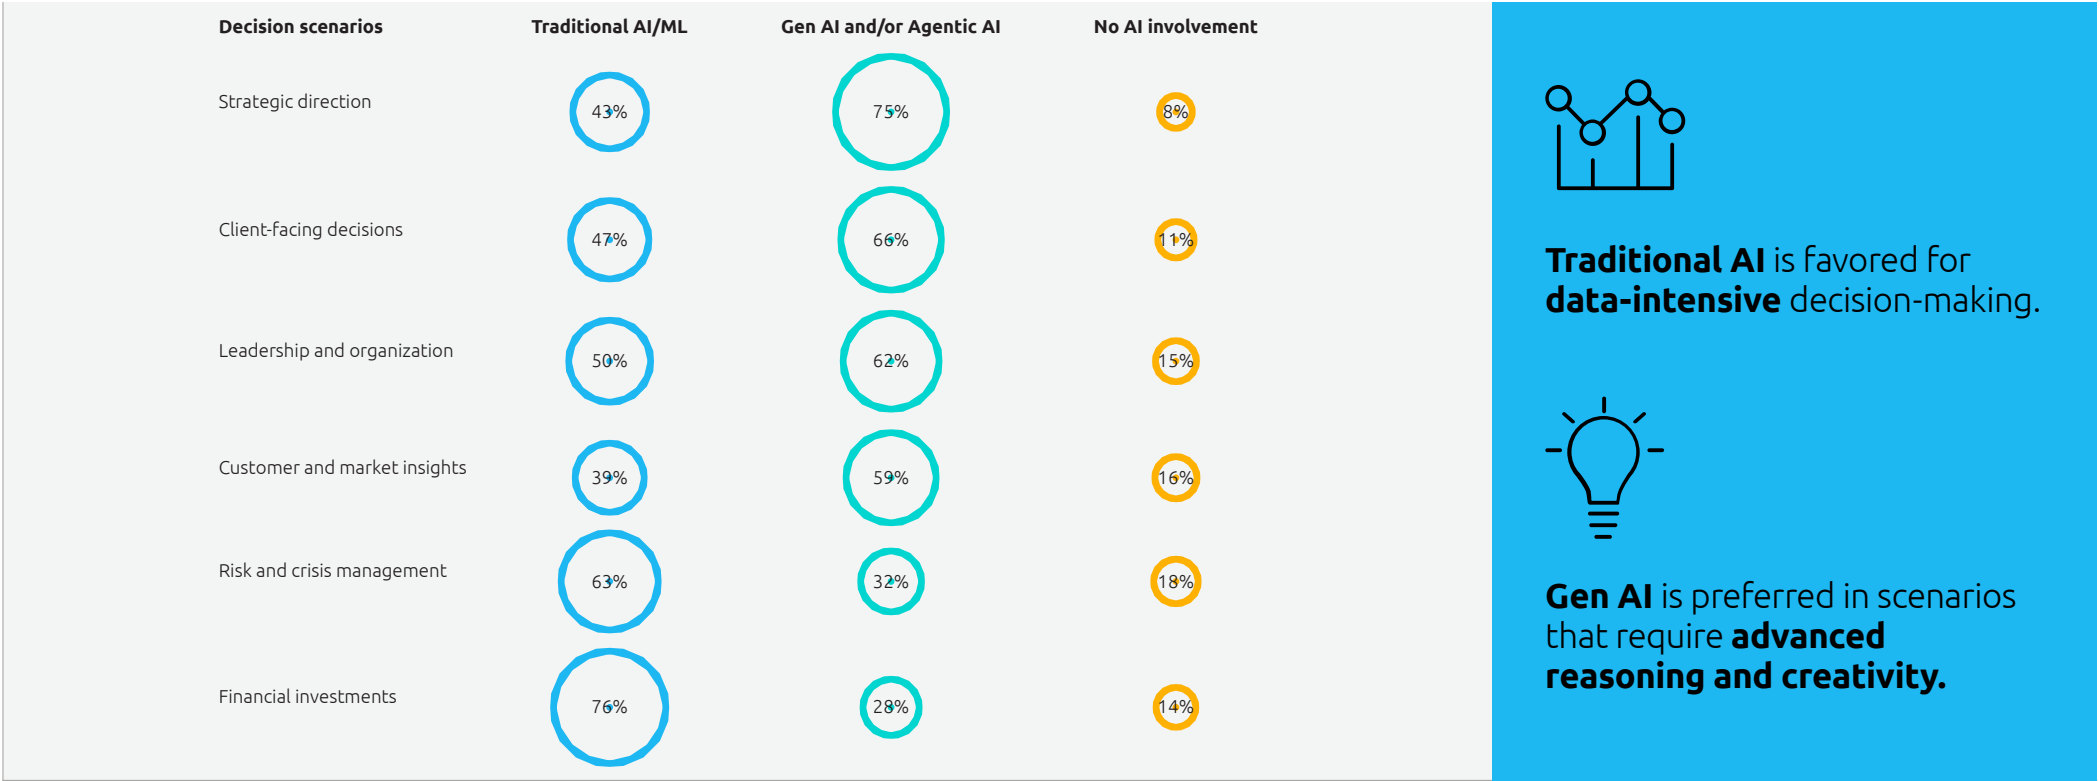 Decision scenarios Traditional AI/ML Gen AI and/or Agentic AI No AI involvement
Strategic direction 43% 75% 8%
Client-facing decisions 47% 66% 11%
Leadership and organization 50% 62% 15%
Customer and market insights 39% 59% 16%
Risk and crisis management 63% 32% 18%
Financial investments 76% 28% 14%
Traditional AI is favored for
data-intensive decision-making.
Gen AI is preferred in scenarios
that require advanced
reasoning and creativity.